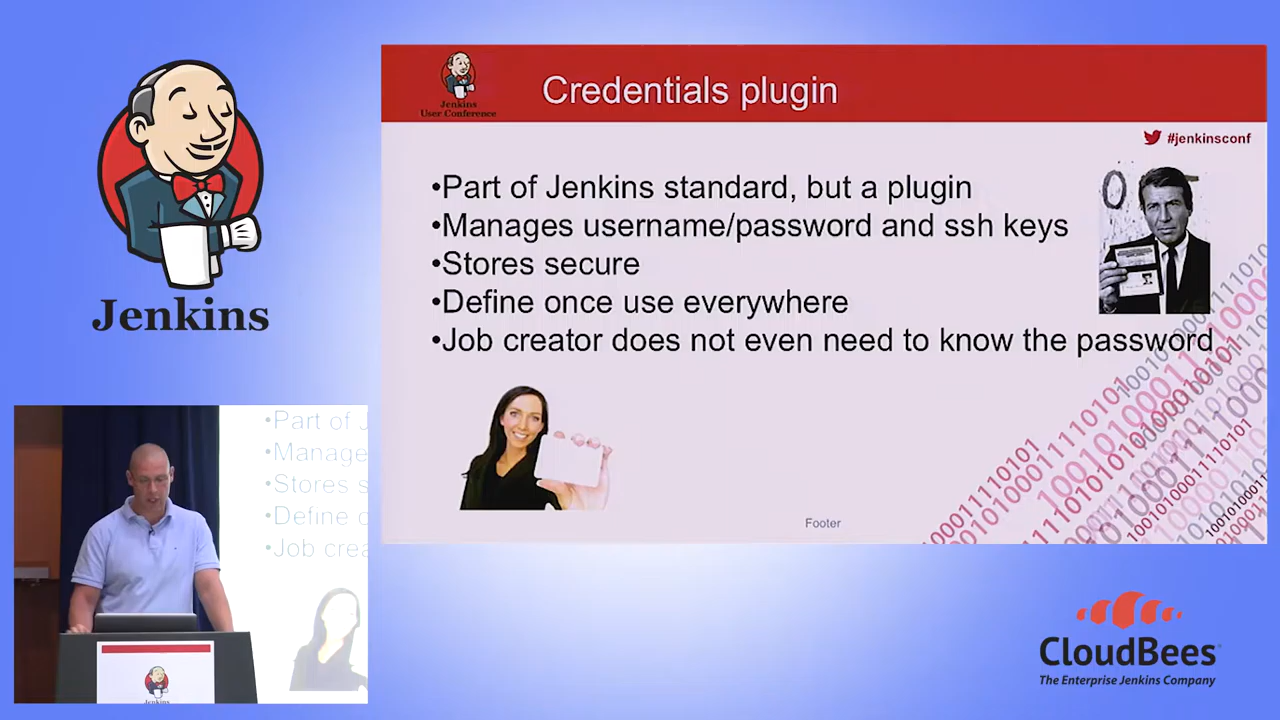 Jenkins
Jenkins
User Conference
Credentials plugin
#jenkinsconf
•Part of Jenkins standard, but a plugin
•Manages username/password and ssh keys
•Stores secure
•Define once use everywhere
•Job creator does not even need to know the password
Footer
•Part of J
•Manage
•Stores s
•Define o
•Job crea
Jenkins
CloudBees
The Enterprise Jenkins Company